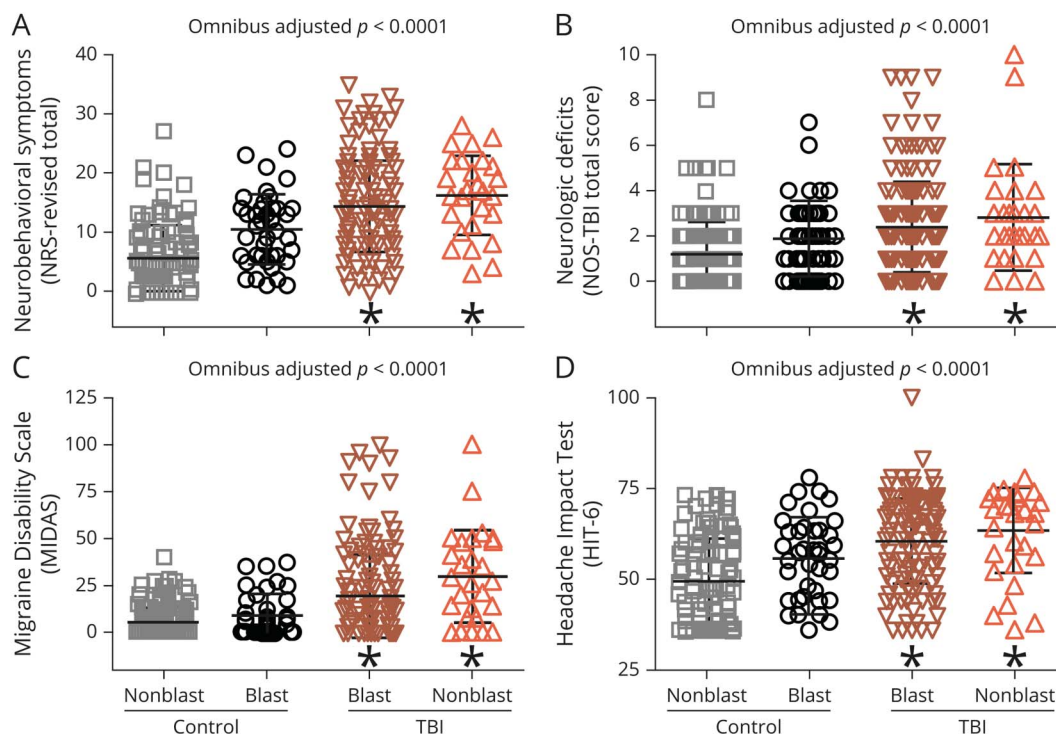 A
Omnibus adjusted p < 0.0001
Neurobehavioral symptoms
(NRS-revised total)
40
30
20
10
0
*
*
B
Omnibus adjusted p < 0.0001
Neurologic deficits
(NOS-TBI total score)
10
8
6
4
2
0
*
*
C
Omnibus adjusted p < 0.0001
Migraine Disability Scale
(MIDAS)
125
100
75
50
25
0
*
*
Nonblast
Blast
Blast
Nonblast
Control
TBI
D
Omnibus adjusted p < 0.0001
Headache Impact Test
(HIT-6)
100
75
50
25
*
*
Nonblast
Blast
Blast
Nonblast
Control
TBI